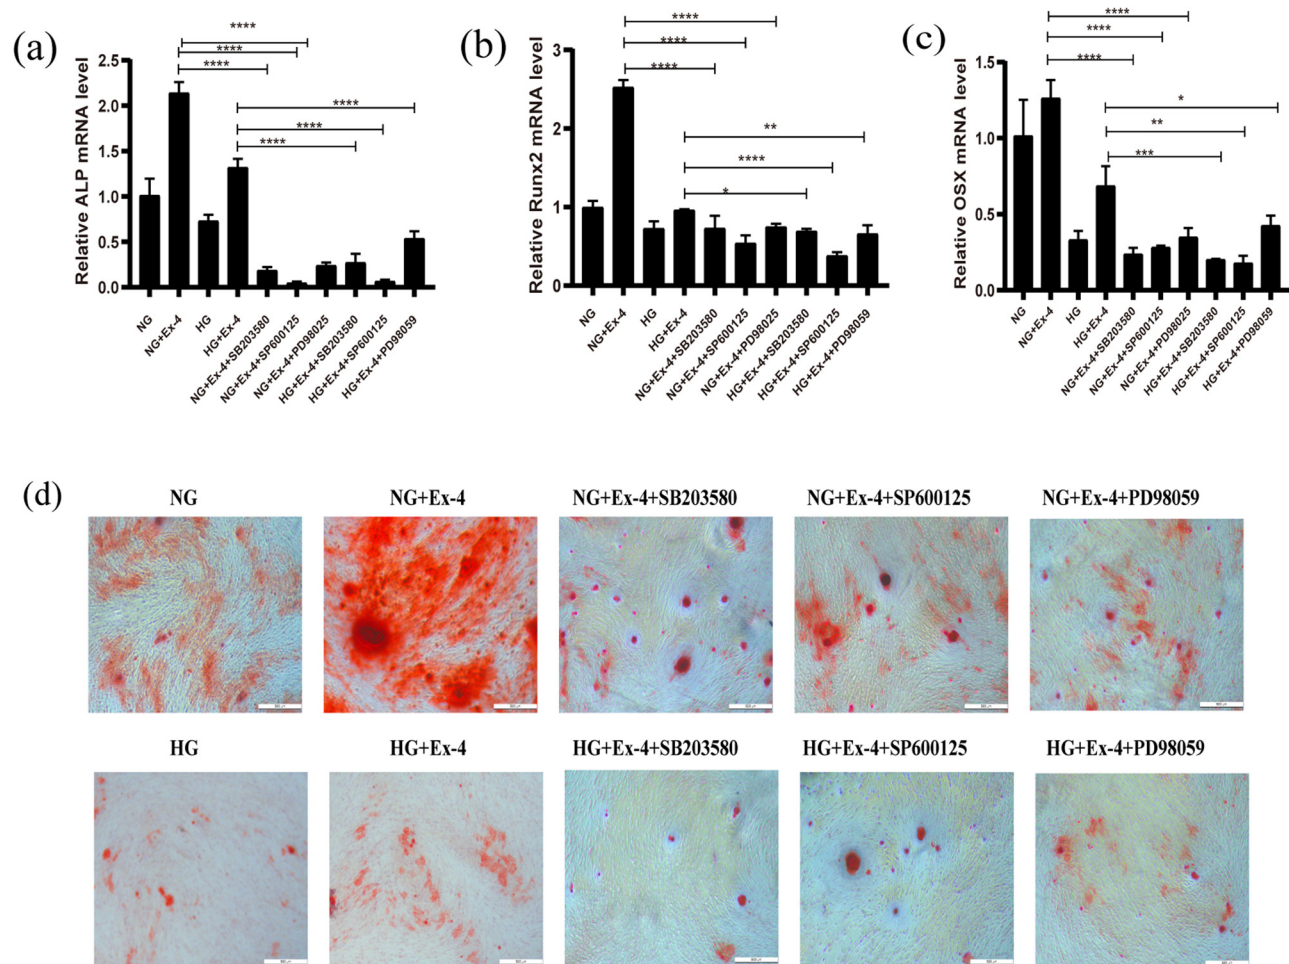 (a)
Relative ALP mRNA level
2.5
2.0
1.5
1.0
0.5
0.0
****
****
****
****
****
****
NG
NG+Ex-4
HG
HG+Ex-4
NG+Ex-4+SB203580
NG+Ex-4+SP600125
NG+Ex-4+PD98025
HG+Ex-4+SB203580
HG+Ex-4+SP600125
HG+Ex-4+PD98059
(b)
Relative Runx2 mRNA level
3
2
1
0
****
****
****
**
****
*
NG
NG+Ex-4
HG
HG+Ex-4
NG+Ex-4+SB203580
NG+Ex-4+SP600125
NG+Ex-4+PD98025
HG+Ex-4+SB203580
HG+Ex-4+SP600125
HG+Ex-4+PD98059
(c)
Relative OSX mRNA level
1.5
1.0
0.5
0.0
****
****
****
*
**
***
NG
NG+Ex-4
HG
HG+Ex-4
NG+Ex-4+SB203580
NG+Ex-4+SP600125
NG+Ex-4+PD98025
HG+Ex-4+SB203580
HG+Ex-4+SP600125
HG+Ex-4+PD98059
(d)
NG
NG+Ex-4
NG+Ex-4+SB203580
NG+Ex-4+SP600125
NG+Ex-4+PD98059
HG
HG+Ex-4
HG+Ex-4+SB203580
HG+Ex-4+SP600125
HG+Ex-4+PD98059